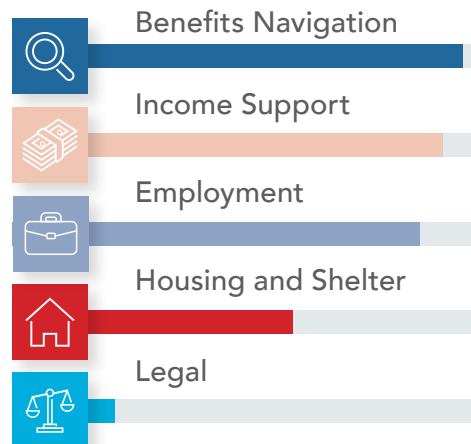 Benefits Navigation
Income Support
Employment
Housing and Shelter
Legal